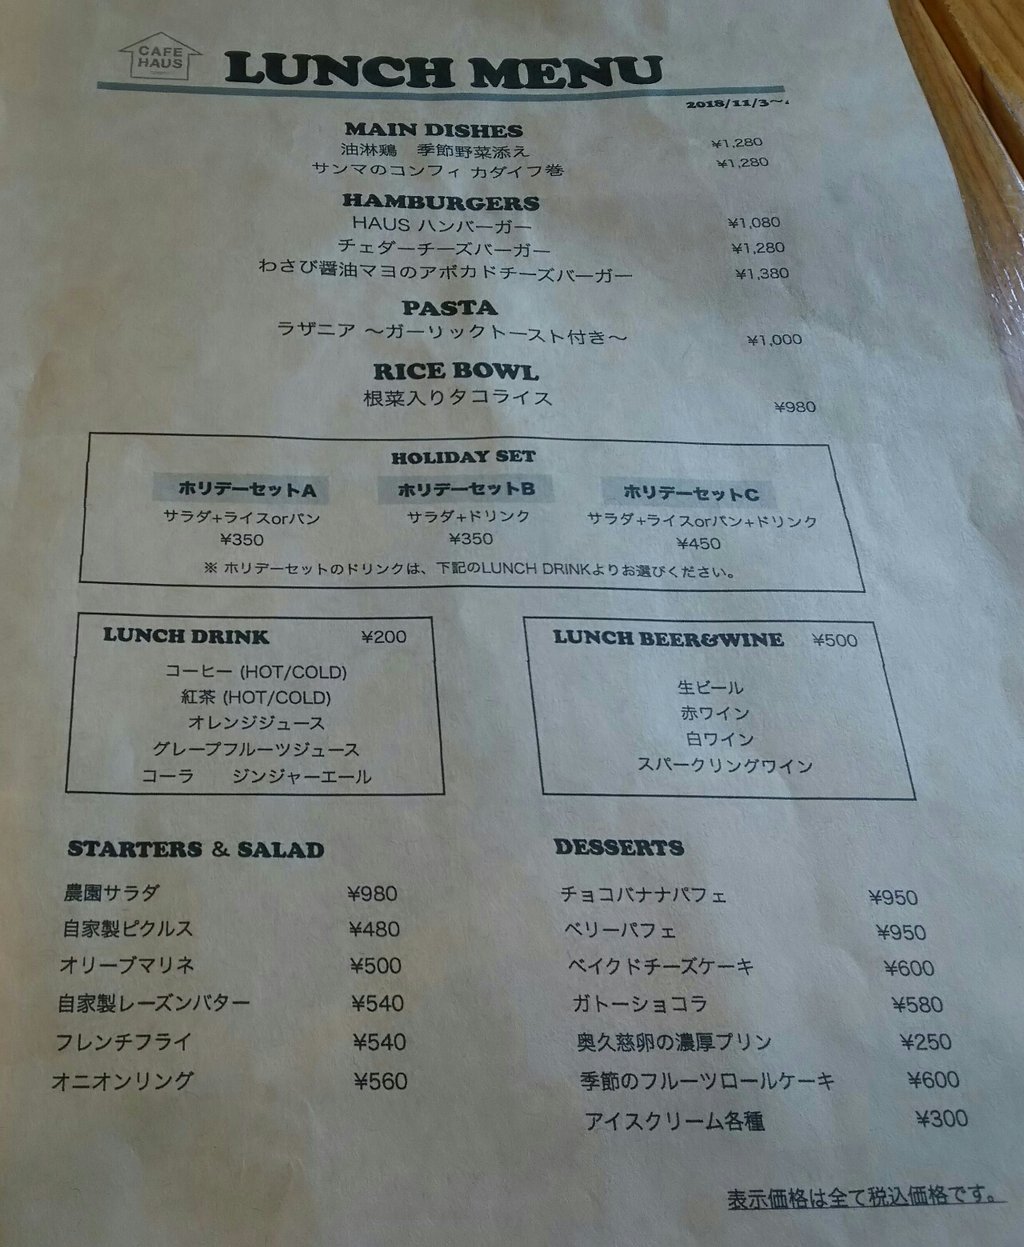 CAFE
HAUS
LUNCH MENU
2018/11/3〜
MAIN DISHES
油淋鶏 季節野菜添え ¥1,280
サンマのコンフィ カダイフ巻 ¥1,280
HAMBURGERS
HAUS ハンバーガー ¥1,080
チェダーチーズバーガー ¥1,280
わさび醤油マヨのアボカドチーズバーガー ¥1,380
PASTA
ラザニア 〜ガーリックトースト付き〜 ¥1,000
RICE BOWL
根菜入りタコライス ¥980
HOLIDAY SET
ホリデーセットA ホリデーセットB ホリデーセットC
サラダ+ライスorパン サラダ+ドリンク サラダ+ライスorパン+ドリンク
¥350 ¥350 ¥450
※ ホリデーセットのドリンクは、下記のLUNCH DRINKよりお選びください。
LUNCH DRINK ¥200
コーヒー (HOT/COLD)
紅茶 (HOT/COLD)
オレンジジュース
グレープフルーツジュース
コーラ ジンジャーエール
LUNCH BEER&WINE ¥500
生ビール
赤ワイン
白ワイン
スパークリングワイン
STARTERS & SALAD
農園サラダ ¥980
自家製ピクルス ¥480
オリーブマリネ ¥500
自家製レーズンバター ¥540
フレンチフライ ¥540
オニオンリング ¥560
DESSERTS
チョコバナナパフェ ¥950
ベリーパフェ ¥950
ベイクドチーズケーキ ¥600
ガトーショコラ ¥580
奥久慈卵の濃厚プリン ¥250
季節のフルーツロールケーキ ¥600
アイスクリーム各種 ¥300
表示価格は全て税込価格です。